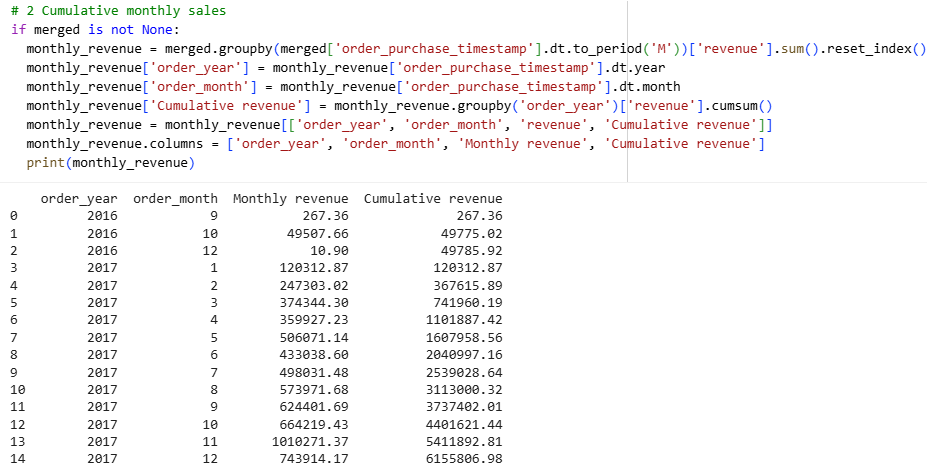 # 2 Cumulative monthly sales
if merged is not None:
  monthly_revenue = merged.groupby(merged['order_purchase_timestamp'].dt.to_period('M'))['revenue'].sum().reset_index()
  monthly_revenue['order_year'] = monthly_revenue['order_purchase_timestamp'].dt.year
  monthly_revenue['order_month'] = monthly_revenue['order_purchase_timestamp'].dt.month
  monthly_revenue['Cumulative revenue'] = monthly_revenue.groupby('order_year')['revenue'].cumsum()
  monthly_revenue = monthly_revenue[['order_year', 'order_month', 'revenue', 'Cumulative revenue']]
  monthly_revenue.columns = ['order_year', 'order_month', 'Monthly revenue', 'Cumulative revenue']
  print(monthly_revenue)
    order_year  order_month  Monthly revenue  Cumulative revenue
0         2016            9           267.36              267.36
1         2016           10         49507.66            49775.02
2         2016           12            10.90            49785.92
3         2017            1        120312.87           120312.87
4         2017            2        247303.02           367615.89
5         2017            3        374344.30           741960.19
6         2017            4        359927.23          1101887.42
7         2017            5        506071.14          1607958.56
8         2017            6        433038.60          2040997.16
9         2017            7        498031.48          2539028.64
10        2017            8        573971.68          3113000.32
11        2017            9        624401.69          3737402.01
12        2017           10        664219.43          4401621.44
13        2017           11       1010271.37          5411892.81
14        2017           12        743914.17          6155806.98